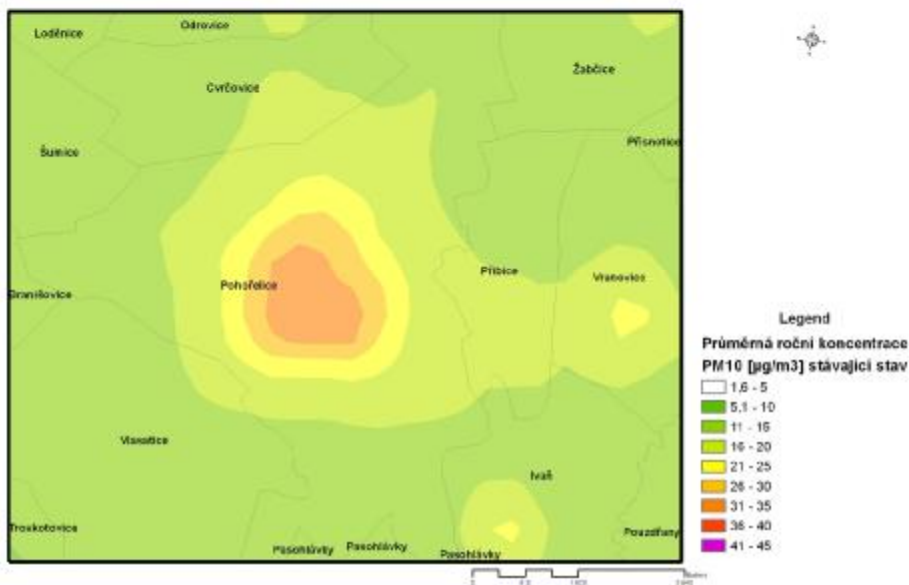 Loděnice
Odrovice
Cvrčovice
Žabčice
Přisnotice
Šumice
Pohořelice
Přibice
Vranovice
Branišovice
Vlasatice
Ivaň
Troskotovice
Pasohlávky
Pasohlávky
Pasohlávky
Pouzdřany
Legend
Průměrná roční koncentrace
PM10 [µg/m3] stávající stav
1,6 - 5
5,1 - 10
11 - 15
16 - 20
21 - 25
26 - 30
31 - 35
36 - 40
41 - 45